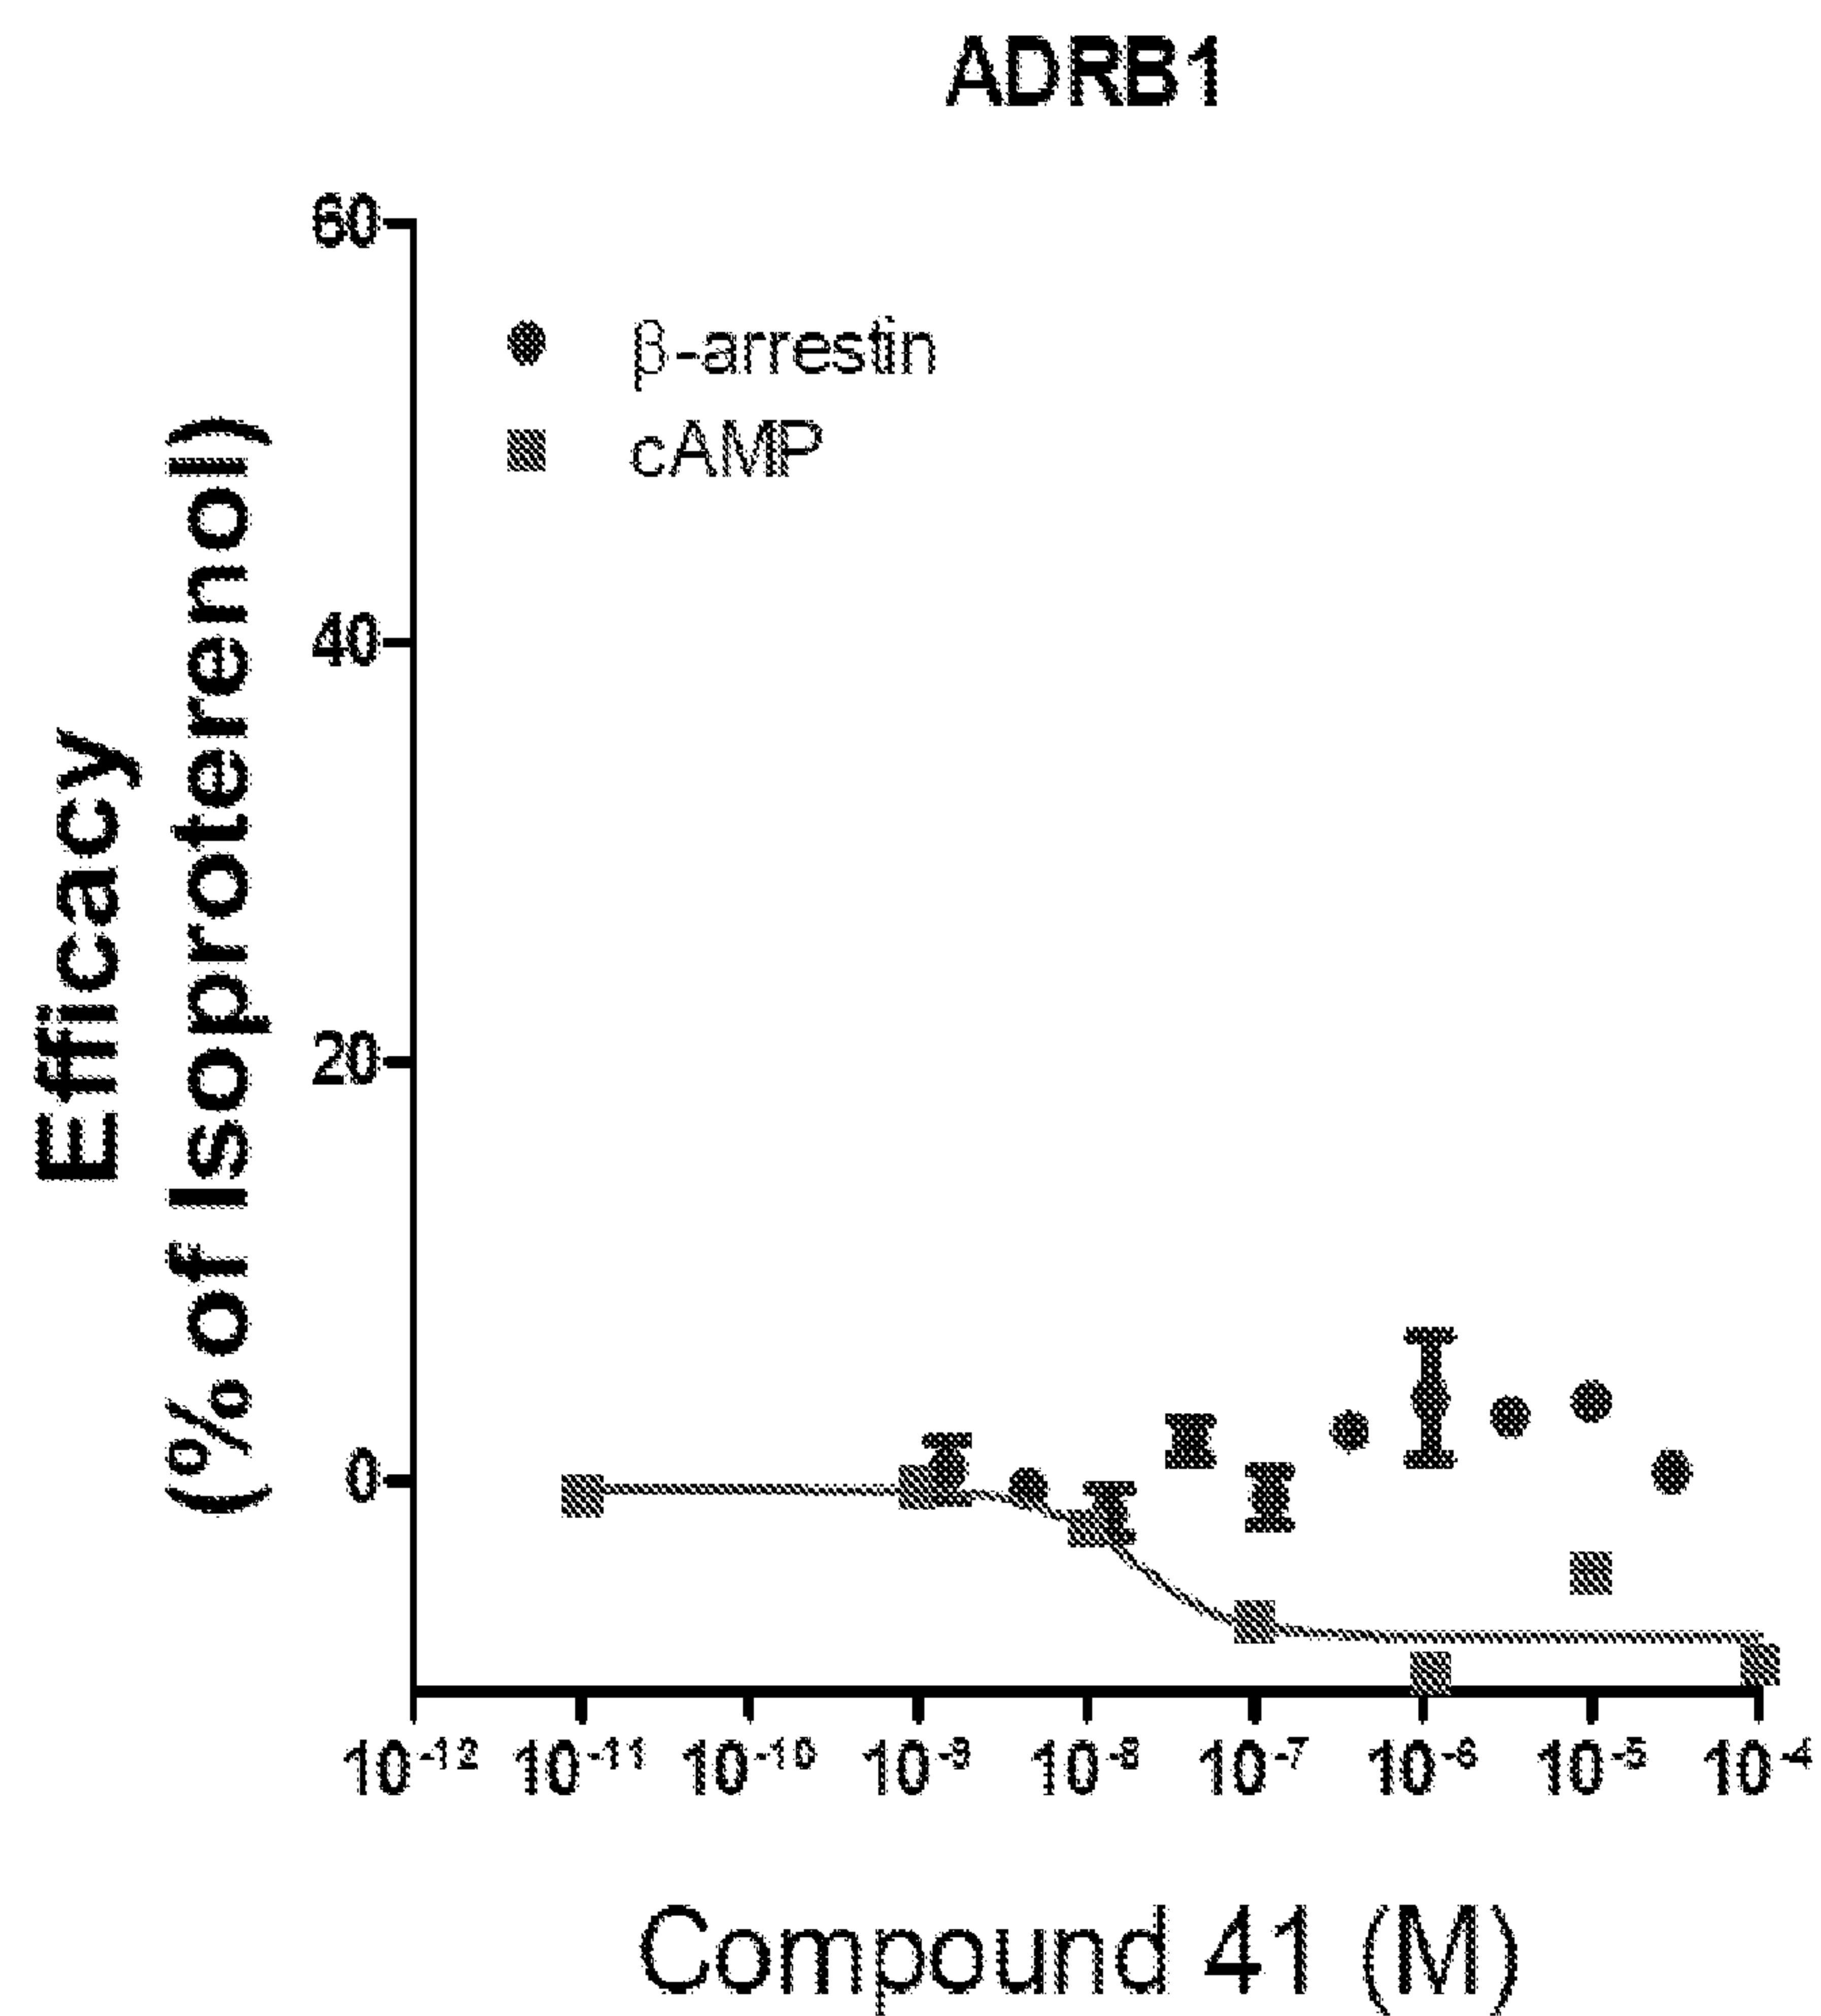 ADRB1
Efficacy
(% of Isoproterenol)
60
40
20
0
β-arrestin
cAMP
10-12 10-11 10-10 10-9 10-8 10-7 10-6 10-5 10-4
Compound 41 (M)